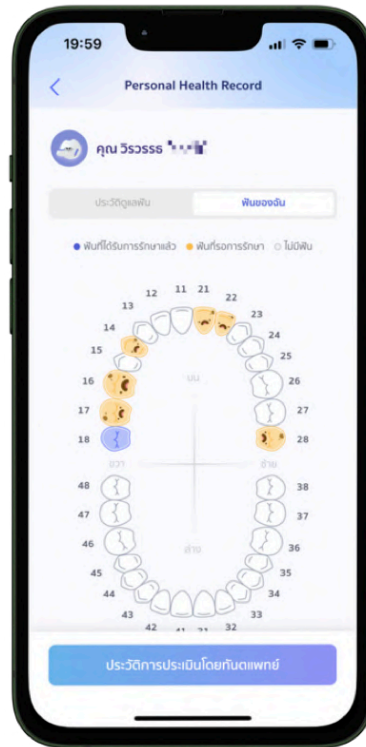 19:59
Personal Health Record
คุณ วิรวรรธ
ประวัติดูแลฟัน ฟันของฉัน
ฟันที่ได้รับการรักษาแล้ว ฟันที่รอการรักษา ไม่มีฟัน
11 21
12 22
13 23
14 24
15 25
16 26
บน
17 27
18 28
ขวา ซ้าย
48 38
47 37
46 36
ล่าง
45 35
44 34
43 33
42 41 31 32
ประวัติการประเมินโดยทันตแพทย์